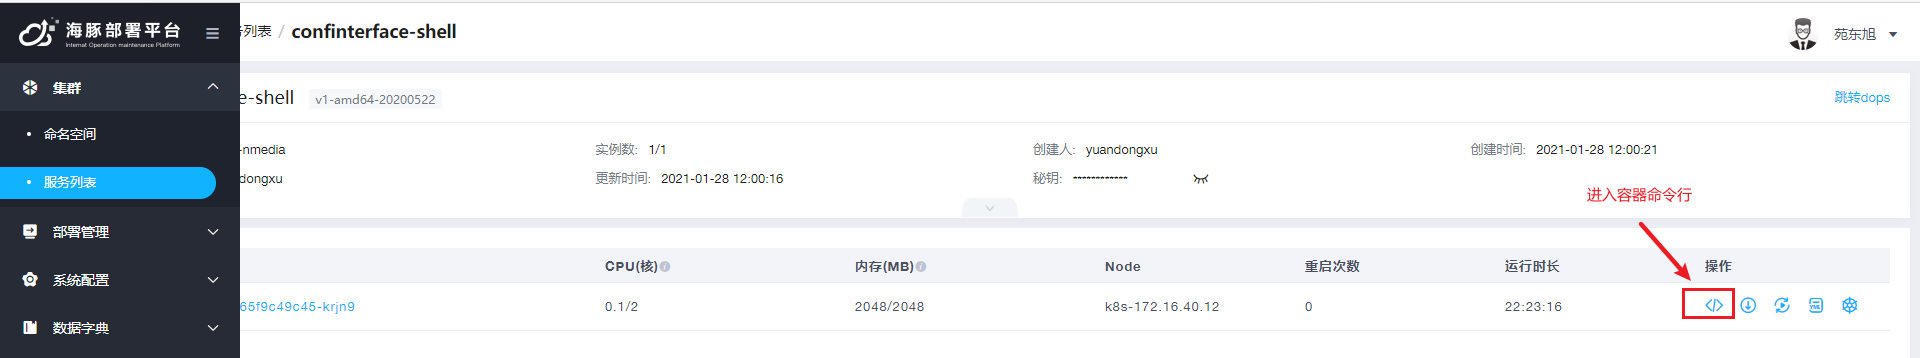 海豚部署平台
Internat Operation maintenance Platform
务列表 / confinterface-shell
苑东旭
集群
命名空间
服务列表
部署管理
系统配置
数据字典
e-shell v1-amd64-20200522
跳转dops
-nmedia 实例数: 1/1 创建人: yuandongxu 创建时间: 2021-01-28 12:00:21
dongxu 更新时间: 2021-01-28 12:00:16 秘钥: ************
进入容器命令行
CPU(核) 内存(MB) Node 重启次数 运行时长 操作
65f9c49c45-krjn9 0.1/2 2048/2048 k8s-172.16.40.12 0 22:23:16